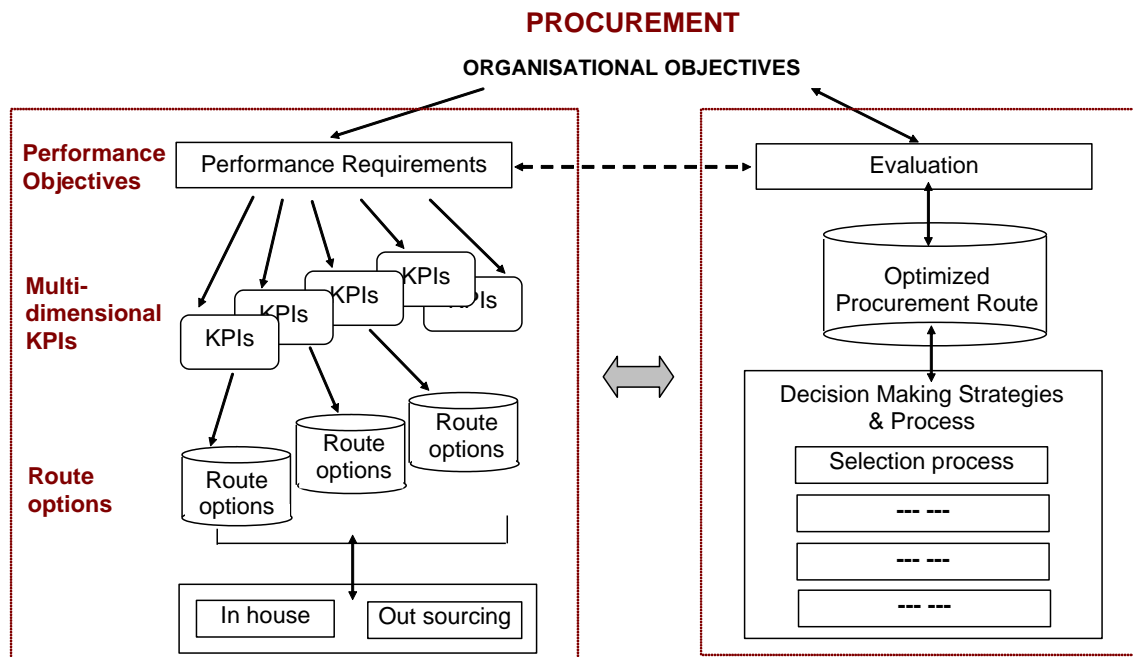 PROCUREMENT
ORGANISATIONAL OBJECTIVES
Performance
Objectives
Performance Requirements
Multi-
dimensional
KPIs
KPIs
KPIs
KPIs
KPIs
KPIs
Route
options
Route
options
Route
options
Route
options
In house
Out sourcing
Evaluation
Optimized
Procurement Route
Decision Making Strategies
& Process
Selection process
--- ---
--- ---
--- ---